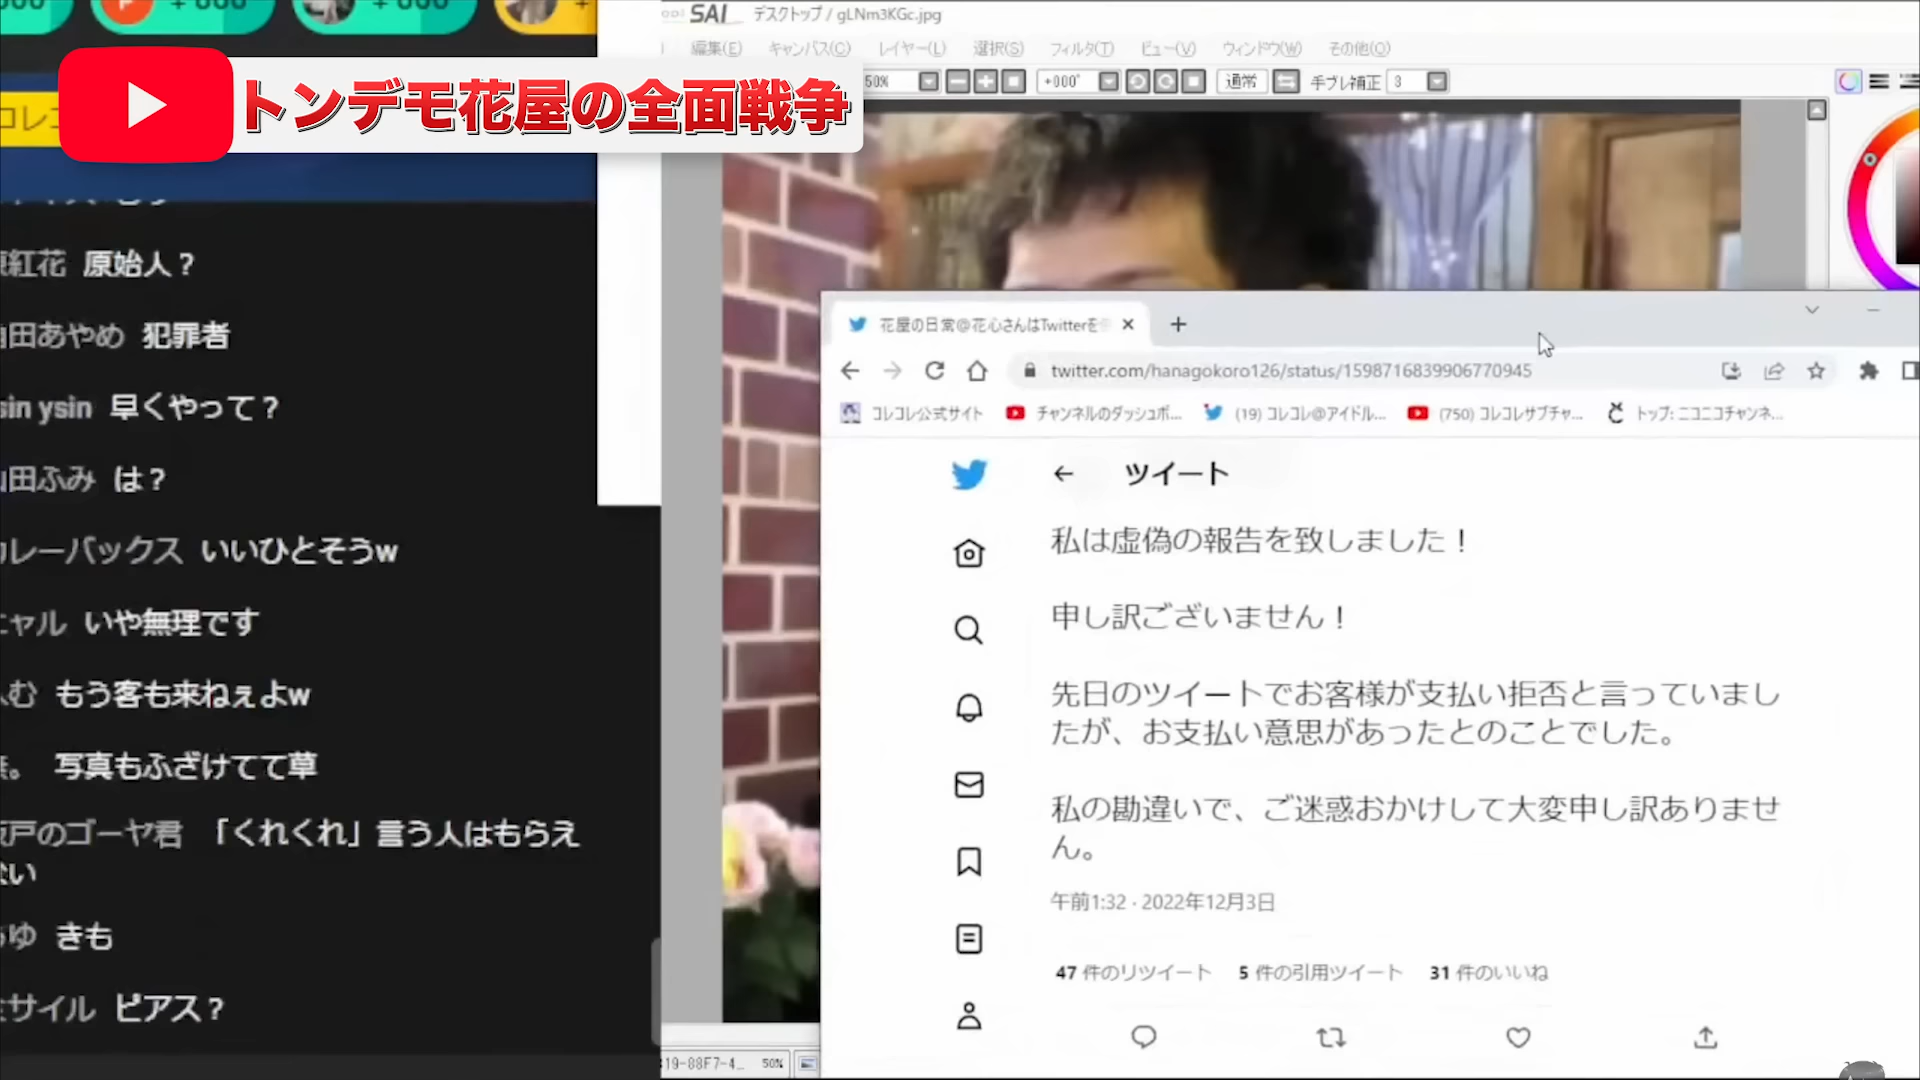 SAI デスクトップ / gLNm3KGc.jpg
編集(E) キャンバス(C) レイヤー(L) 選択(S) フィルタ(T) ビュー(V) ウィンドウ(W) その他(O)
50% +000° 通常 手ブレ補正 3
トンデモ花屋の全面戦争
コレコ
紅花 原始人？
田あやめ 犯罪者
sin ysin 早くやって？
田ふみ は？
カレーバックス いいひとそうw
ニャル いや無理です
む もう客も来ねぇよw
。 写真もふざけてて草
戸のゴーヤ君 「くれくれ」言う人はもらえ
ない
ゆ きも
ミサイル ピアス？
花屋の日常@花心さんはTwitterを
twitter.com/hanagokoro126/status/1598716839906770945
コレコレ公式サイト チャンネルのダッシュボ... (19) コレコレ@アイドル... (750) コレコレサブチャ... トップ: ニコニコチャンネ...
ツイート
私は虚偽の報告を致しました！
申し訳ございません！
先日のツイートでお客様が支払い拒否と言っていまし
たが、お支払い意思があったとのことでした。
私の勘違いで、ご迷惑おかけして大変申し訳ありませ
ん。
午前1:32 · 2022年12月3日
47 件のリツイート 5 件の引用ツイート 31 件のいいね
19-88F7-4... 50%